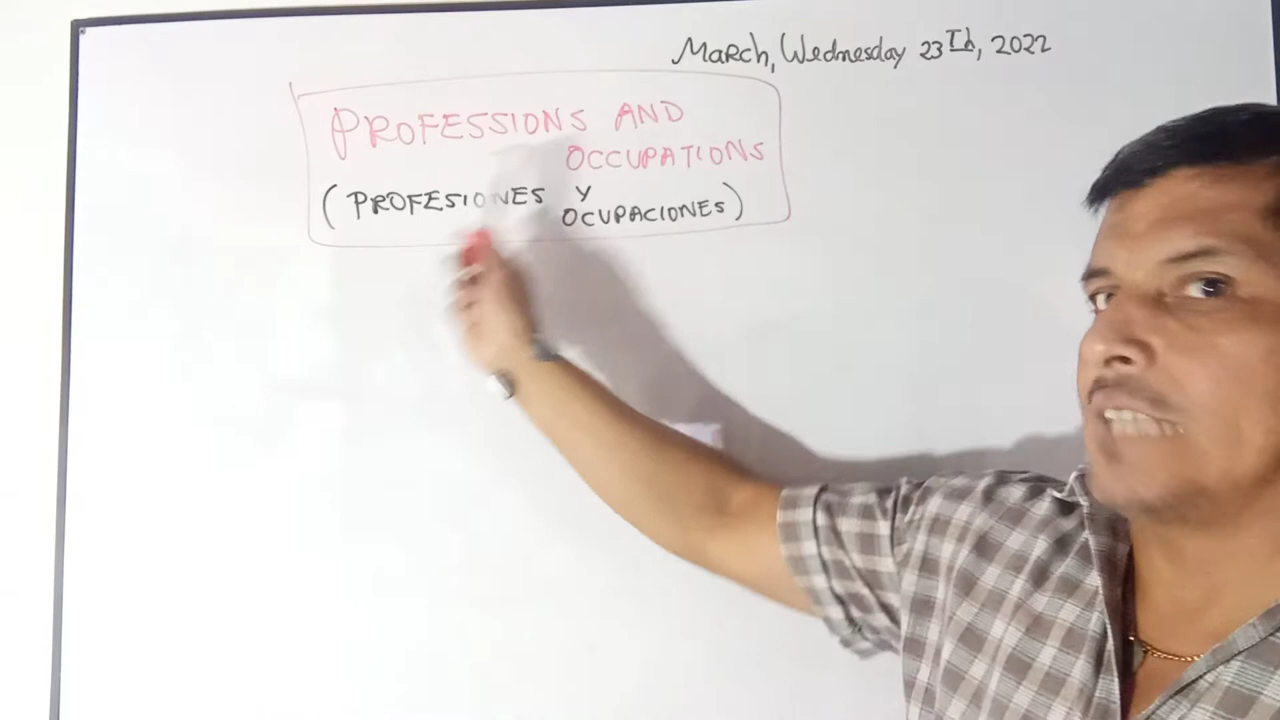 March, Wednesday 23Th, 2022
PROFESSIONS AND
OCCUPATIONS
(PROFESIONES Y
OCUPACIONES)